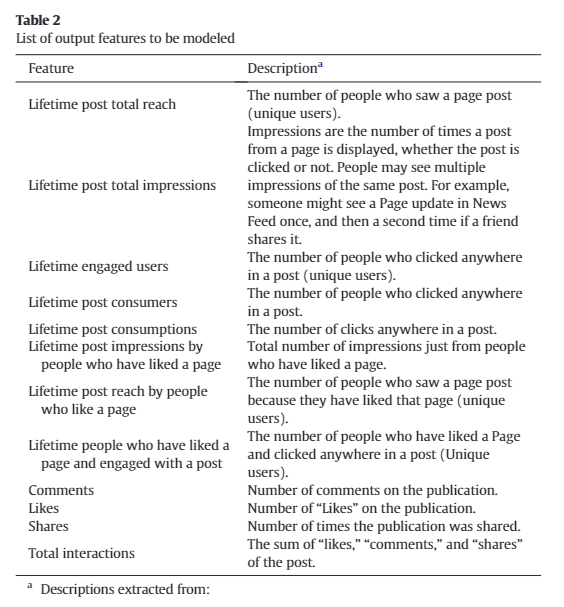 Table 2
List of output features to be modeled
Feature Descriptionᵃ
Lifetime post total reach
The number of people who saw a page post
(unique users).
Lifetime post total impressions
Impressions are the number of times a post
from a page is displayed, whether the post is
clicked or not. People may see multiple
impressions of the same post. For example,
someone might see a Page update in News
Feed once, and then a second time if a friend
shares it.
Lifetime engaged users
The number of people who clicked anywhere
in a post (unique users).
Lifetime post consumers
The number of people who clicked anywhere
in a post.
Lifetime post consumptions The number of clicks anywhere in a post.
Lifetime post impressions by
people who have liked a page
Total number of impressions just from people
who have liked a page.
Lifetime post reach by people
who like a page
The number of people who saw a page post
because they have liked that page (unique
users).
Lifetime people who have liked a
page and engaged with a post
The number of people who have liked a Page
and clicked anywhere in a post (Unique
users).
Comments Number of comments on the publication.
Likes Number of “Likes” on the publication.
Shares Number of times the publication was shared.
Total interactions
The sum of “likes,” “comments,” and “shares”
of the post.
ᵃ Descriptions extracted from: